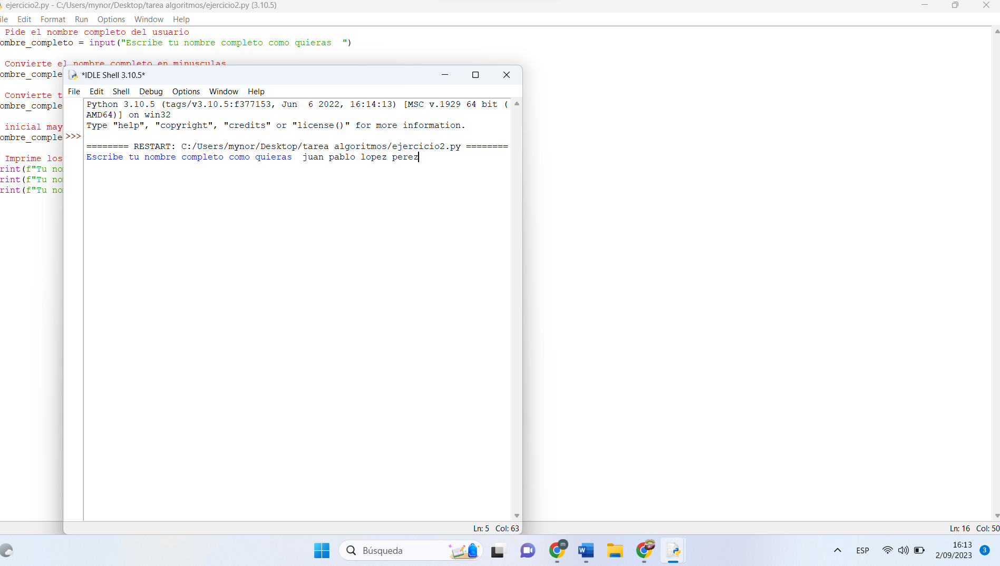 ejercicio2.py - C:/Users/mynor/Desktop/tarea algoritmos/ejercicio2.py (3.10.5)
ile Edit Format Run Options Window Help
Pide el nombre completo del usuario
ombre_completo = input("Escribe tu nombre completo como quieras  ")
Convierte el nombre completo en minusculas
ombre_comple
Convierte t
ombre_comple
inicial may
ombre_comple
Imprime los
rint(f"Tu no
rint(f"Tu no
rint(f"Tu no
*IDLE Shell 3.10.5*
File Edit Shell Debug Options Window Help
Python 3.10.5 (tags/v3.10.5:f377153, Jun  6 2022, 16:14:13) [MSC v.1929 64 bit (
AMD64)] on win32
Type "help", "copyright", "credits" or "license()" for more information.
>>>
======== RESTART: C:/Users/mynor/Desktop/tarea algoritmos/ejercicio2.py ========
Escribe tu nombre completo como quieras  juan pablo lopez perez
Ln: 5 Col: 63
Ln: 16 Col: 50
Búsqueda
m
W
ESP
16:13
2/09/2023
3